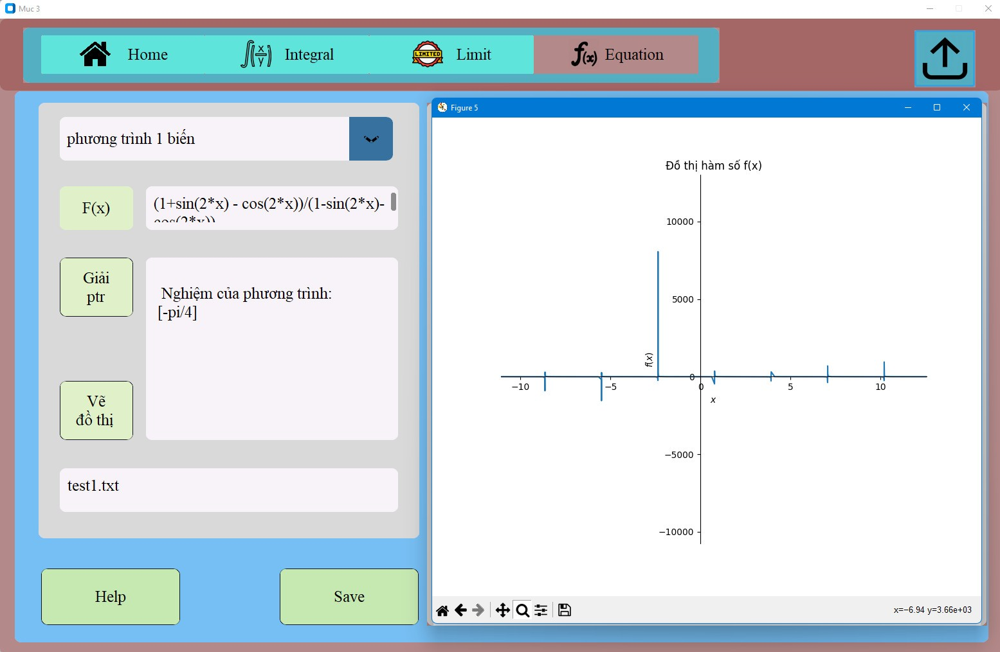 Muc 3
Home
Integral
LIMITED
Limit
f(x)
Equation
phương trình 1 biến
F(x)
(1+sin(2*x) - cos(2*x))/(1-sin(2*x)-
cos(2*x))
Giải
ptr
Nghiệm của phương trình:
[-pi/4]
Vẽ
đồ thị
test1.txt
Help
Save
Figure 5
Đồ thị hàm số f(x)
10000
5000
0
−5000
−10000
f(x)
−10
−5
0
5
10
x
x=−6.94 y=3.66e+03